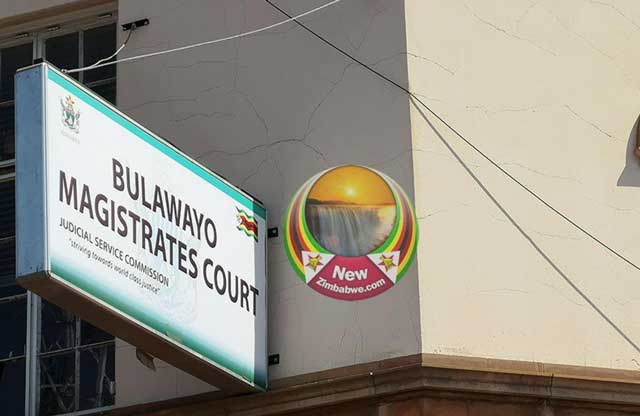 BULAWAYO
MAGISTRATES COURT
JUDICIAL SERVICE COMMISSION
"striving towards world class justice"
New
Zimbabwe.com